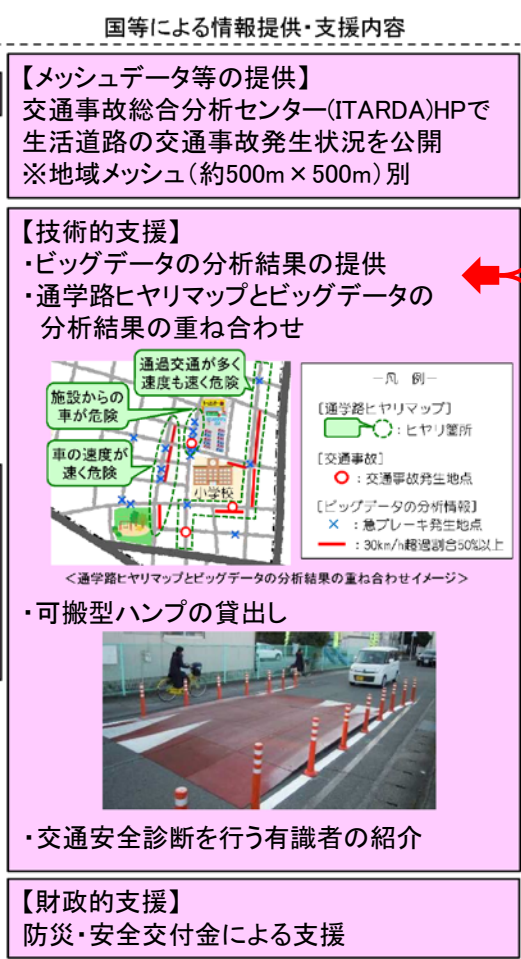 国等による情報提供・支援内容
【メッシュデータ等の提供】
交通事故総合分析センター(ITARDA)HPで
生活道路の交通事故発生状況を公開
※地域メッシュ（約500m×500m）別
【技術的支援】
・ビッグデータの分析結果の提供
・通学路ヒヤリマップとビッグデータの
分析結果の重ね合わせ
通過交通が多く
速度も速く危険
施設からの
車が危険
車の速度が
速く危険
小学校
－凡 例－
［通学路ヒヤリマップ］
：ヒヤリ箇所
［交通事故］
：交通事故発生地点
［ビッグデータの分析情報］
×：急ブレーキ発生地点
：30km/h超過割合50%以上
＜通学路ヒヤリマップとビッグデータの分析結果の重ね合わせイメージ＞
・可搬型ハンプの貸出し
・交通安全診断を行う有識者の紹介
【財政的支援】
防災・安全交付金による支援